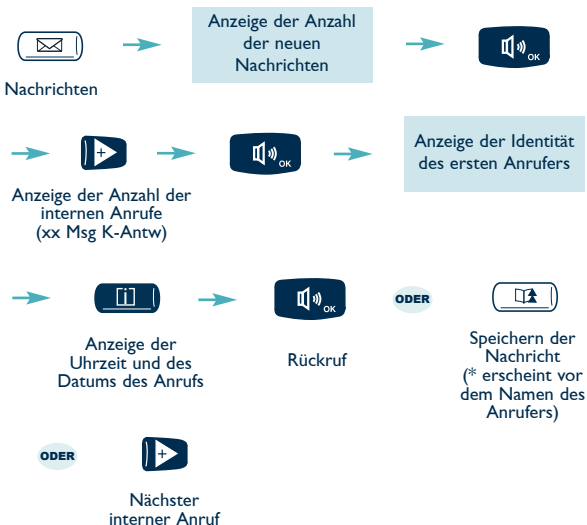 Anzeige der Anzahl
der neuen
Nachrichten
OK
Nachrichten
+
OK
Anzeige der Identität
des ersten Anrufers
Anzeige der Anzahl der
internen Anrufe
(xx Msg K-Antw)
i
OK
ODER
Anzeige der
Uhrzeit und des
Datums des Anrufs
Rückruf
Speichern der
Nachricht
(* erscheint vor
dem Namen des
Anrufers)
ODER
+
Nächster
interner Anruf